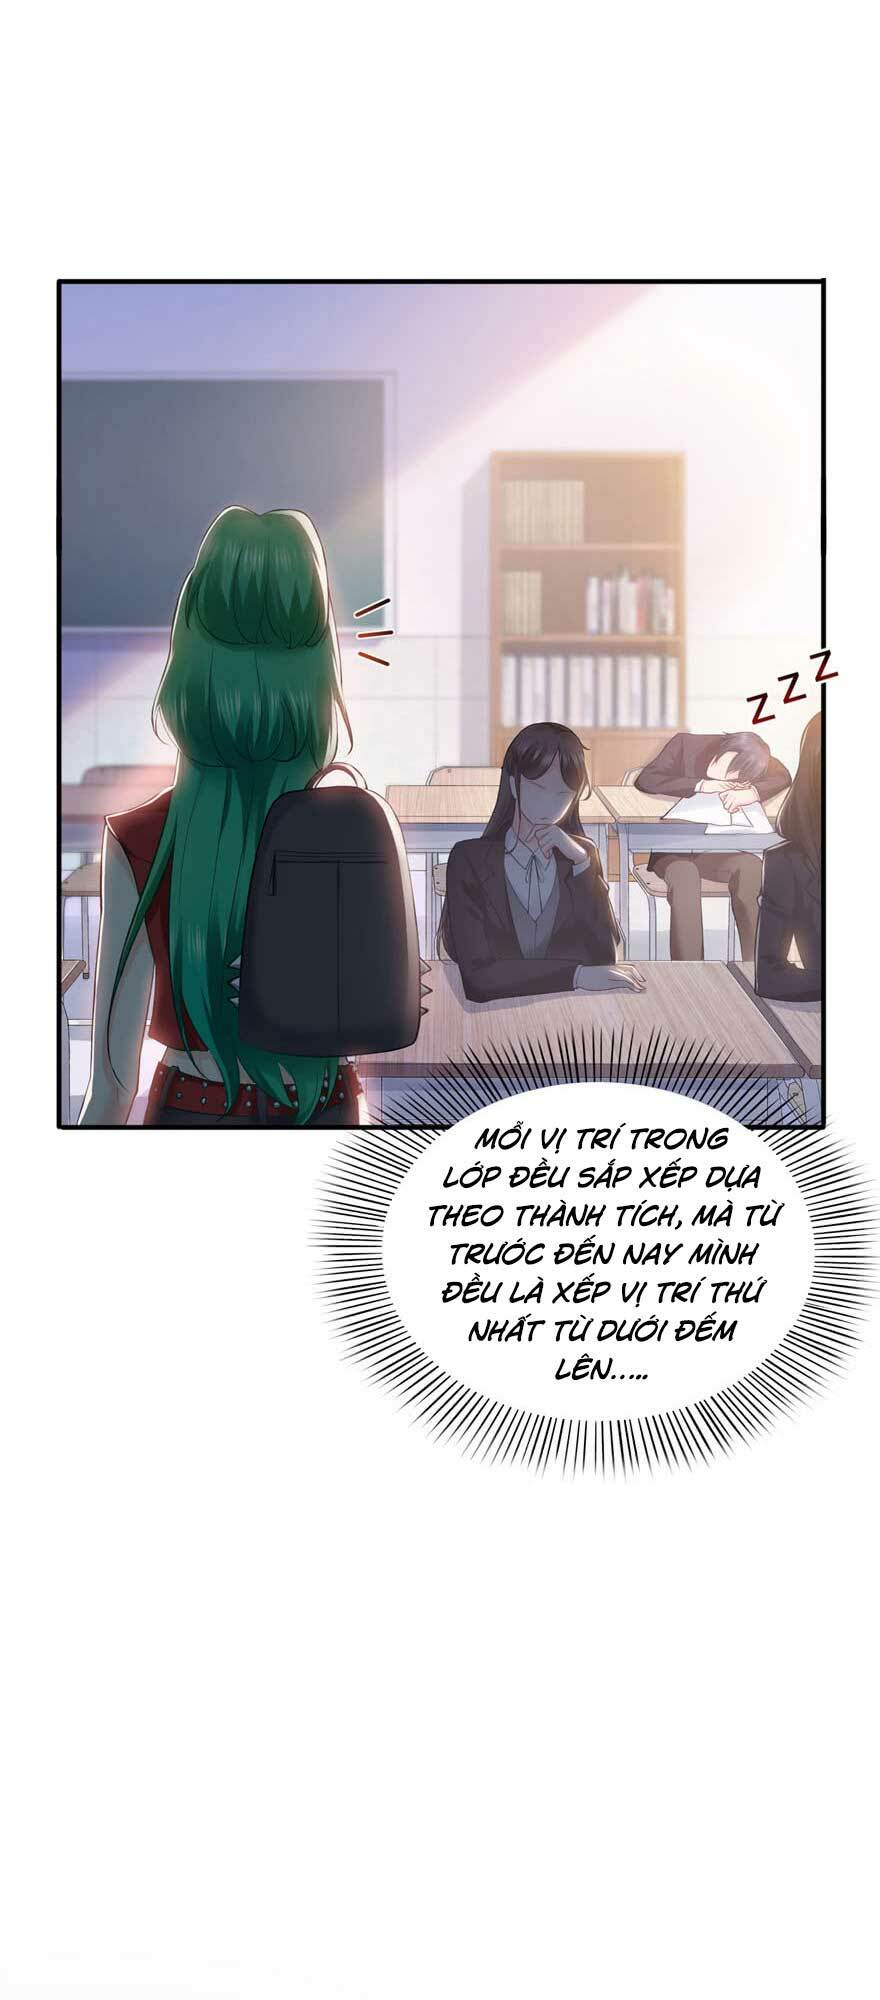 ZZZ
MỖI VỊ TRÍ TRONG
LỚP ĐỀU SẮP XẾP DỰA
THEO THÀNH TÍCH, MÀ TỪ
TRƯỚC ĐẾN NAY MÌNH
ĐỀU LÀ XẾP VỊ TRÍ THỨ
NHẤT TỪ DƯỚI ĐẾM
LÊN.....